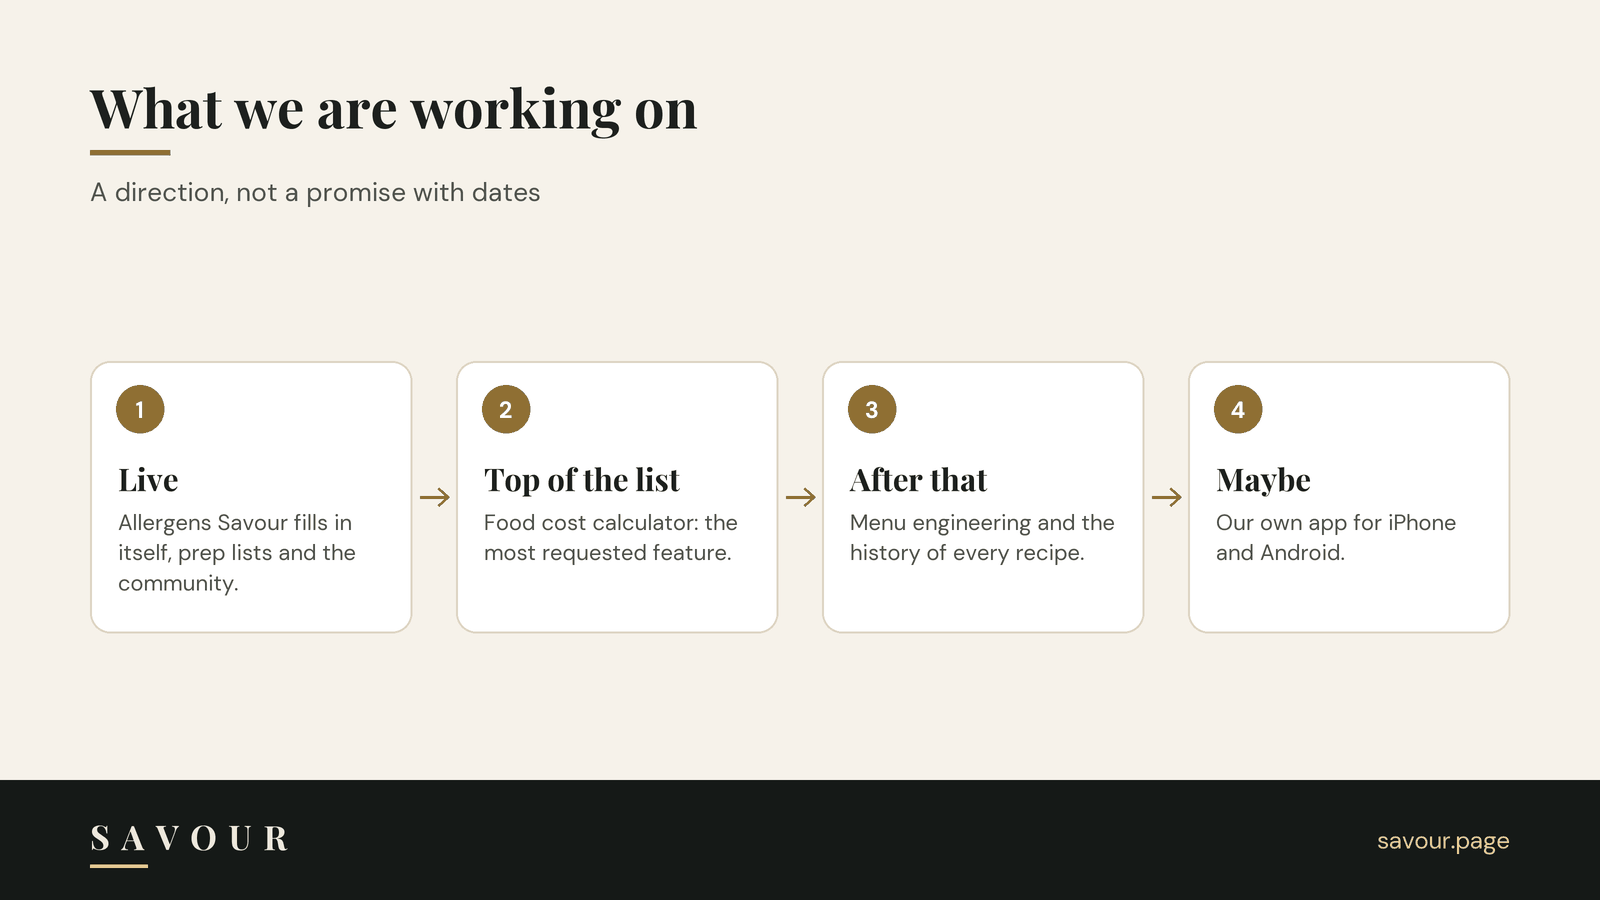 What we are working on
A direction, not a promise with dates
1
Live
Allergens Savour fills in
itself, prep lists and the
community.
2
Top of the list
Food cost calculator: the
most requested feature.
3
After that
Menu engineering and the
history of every recipe.
4
Maybe
Our own app for iPhone
and Android.
SAVOUR
savour.page